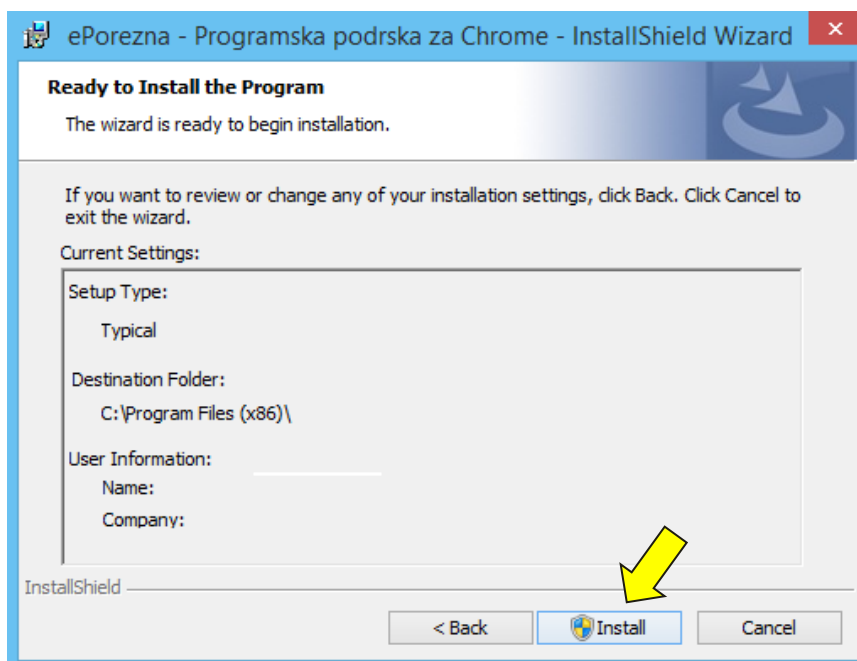 ePorezna - Programska podrska za Chrome - InstallShield Wizard
Ready to Install the Program
The wizard is ready to begin installation.
If you want to review or change any of your installation settings, click Back. Click Cancel to
exit the wizard.
Current Settings:
Setup Type:
Typical
Destination Folder:
C:\Program Files (x86)\
User Information:
Name:
Company:
InstallShield
< Back
Install
Cancel